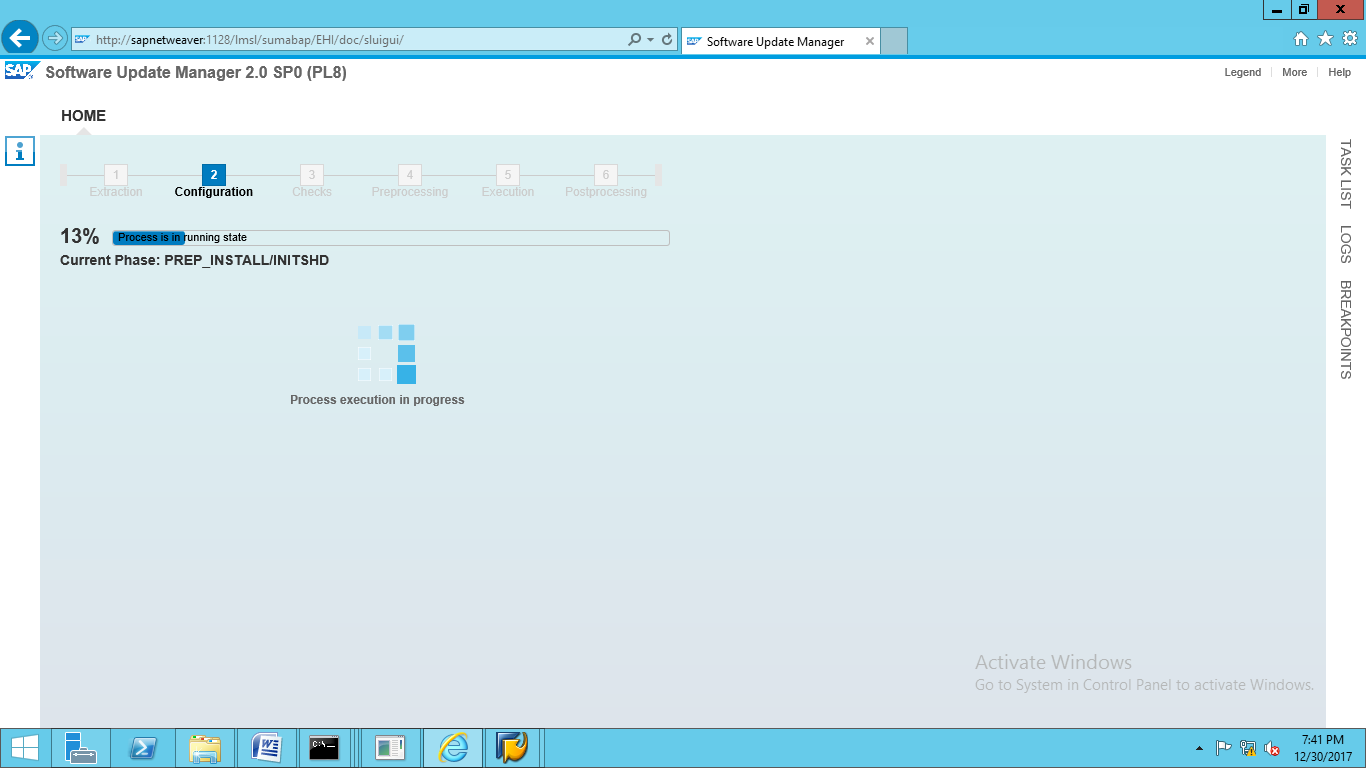 http://sapnetweaver:1128/lmsl/sumabap/EHI/doc/sluigui/
Software Update Manager
SAP
Software Update Manager 2.0 SP0 (PL8)
Legend
More
Help
HOME
TASK LIST
LOGS
BREAKPOINTS
1
2
3
4
5
6
Extraction
Configuration
Checks
Preprocessing
Execution
Postprocessing
13%
Process is in running state
Current Phase: PREP_INSTALL/INITSHD
Process execution in progress
Activate Windows
Go to System in Control Panel to activate Windows.
7:41 PM
12/30/2017